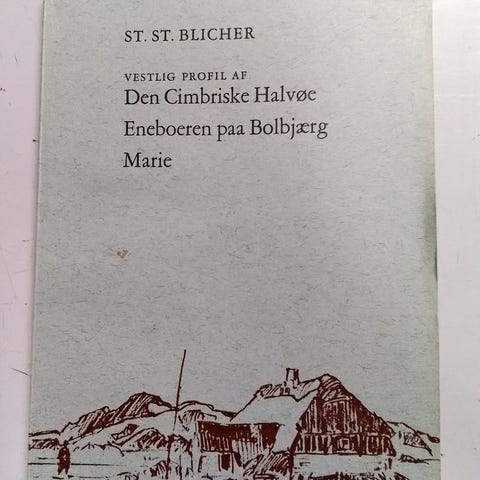 ST. ST. BLICHER
VESTLIG PROFIL AF
Den Cimbriske Halvøe
Eneboeren paa Bolbjærg
Marie